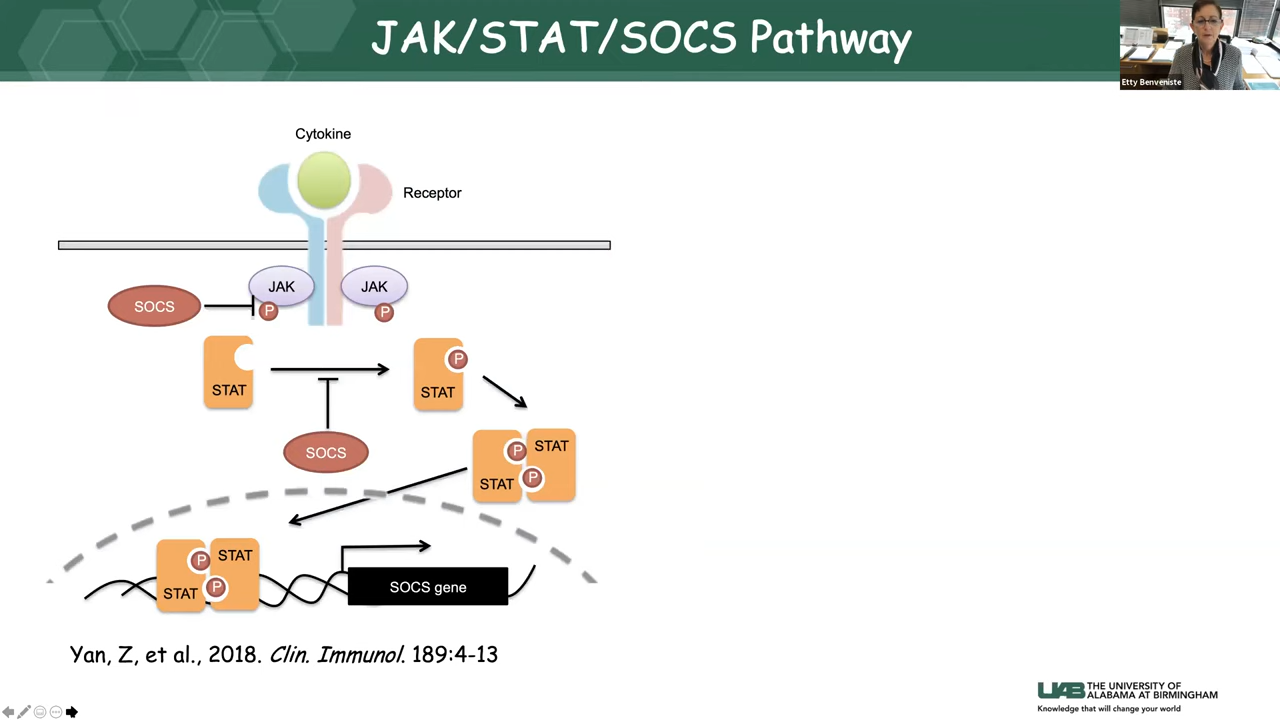 JAK/STAT/SOCS Pathway
Etty Benveniste
Cytokine
Receptor
JAK
JAK
SOCS
P
P
STAT
P
STAT
SOCS
P
STAT
STAT
P
P
STAT
STAT
P
SOCS gene
Yan, Z, et al., 2018. Clin. Immunol. 189:4-13
UAB THE UNIVERSITY OF
ALABAMA AT BIRMINGHAM
Knowledge that will change your world